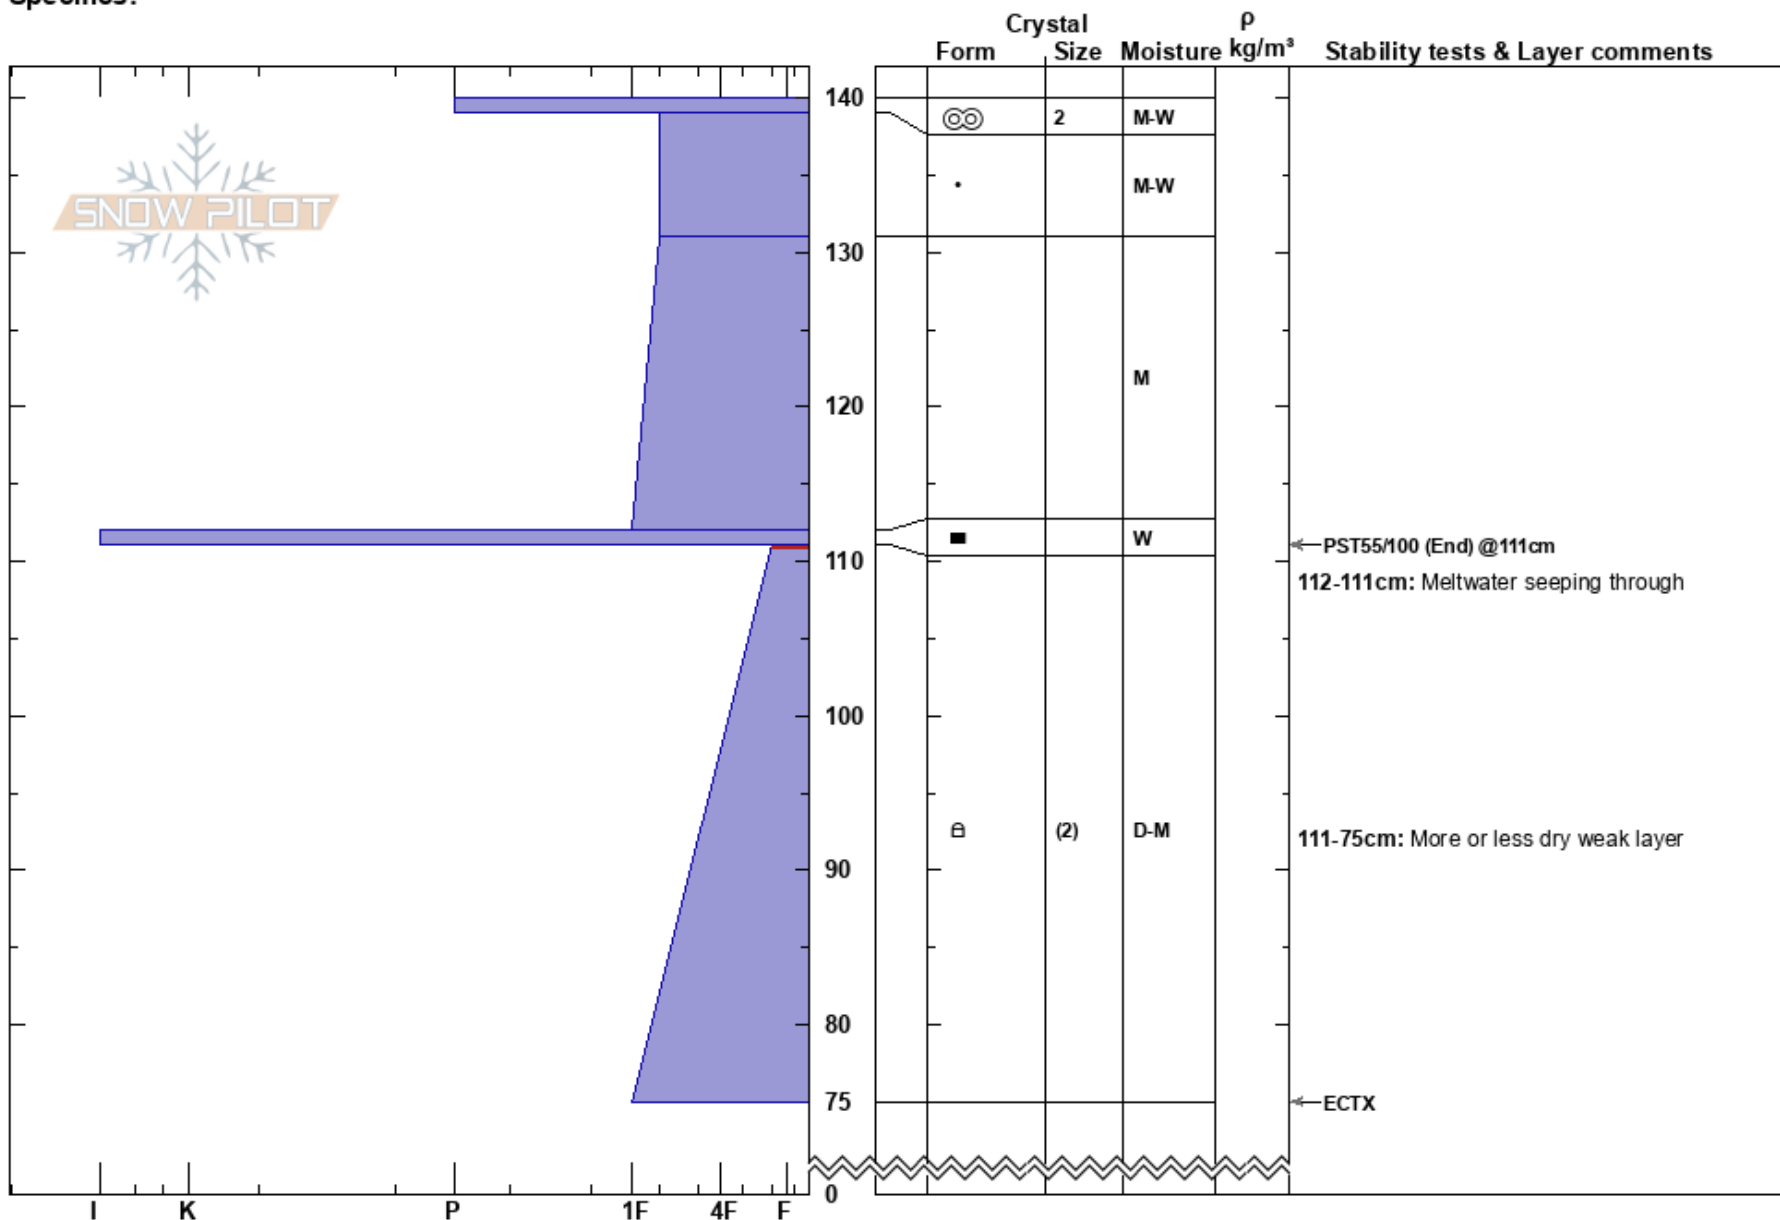 Crystal ρ
Form Size Moisture kg/m³ Stability tests & Layer comments
140
2 M-W
M-W
SNOW PILOT
130
M
120
W
PST55/100 (End) @111cm
110
112-111cm: Meltwater seeping through
100
(2) D-M
111-75cm: More or less dry weak layer
90
80
75
ECTX
0
I K P 1F 4F F